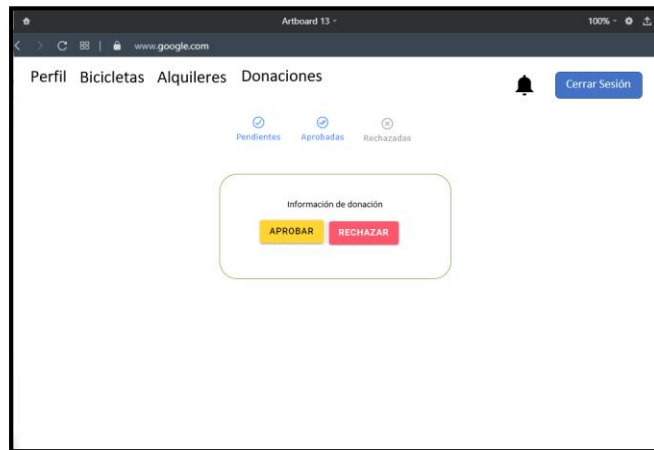 Artboard 13
100%
www.google.com
Perfil Bicicletas Alquileres Donaciones
Cerrar Sesión
Pendientes Aprobadas Rechazadas
Información de donación
APROBAR RECHAZAR